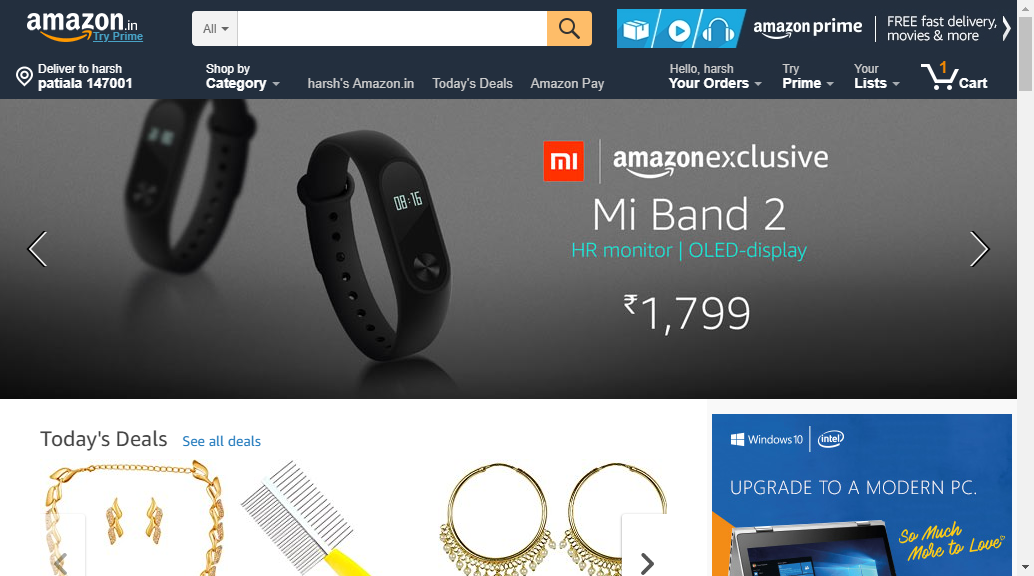 amazon.in
Try Prime
All
amazon prime
FREE fast delivery,
movies & more
Deliver to harsh
patiala 147001
Shop by
Category
harsh's Amazon.in
Today's Deals
Amazon Pay
Hello, harsh
Your Orders
Try
Prime
Your
Lists
1
Cart
08:16
mi
amazonexclusive
Mi Band 2
HR monitor | OLED-display
₹1,799
Today's Deals
See all deals
Windows 10
intel
UPGRADE TO A MODERN PC.
So Much
More to Love